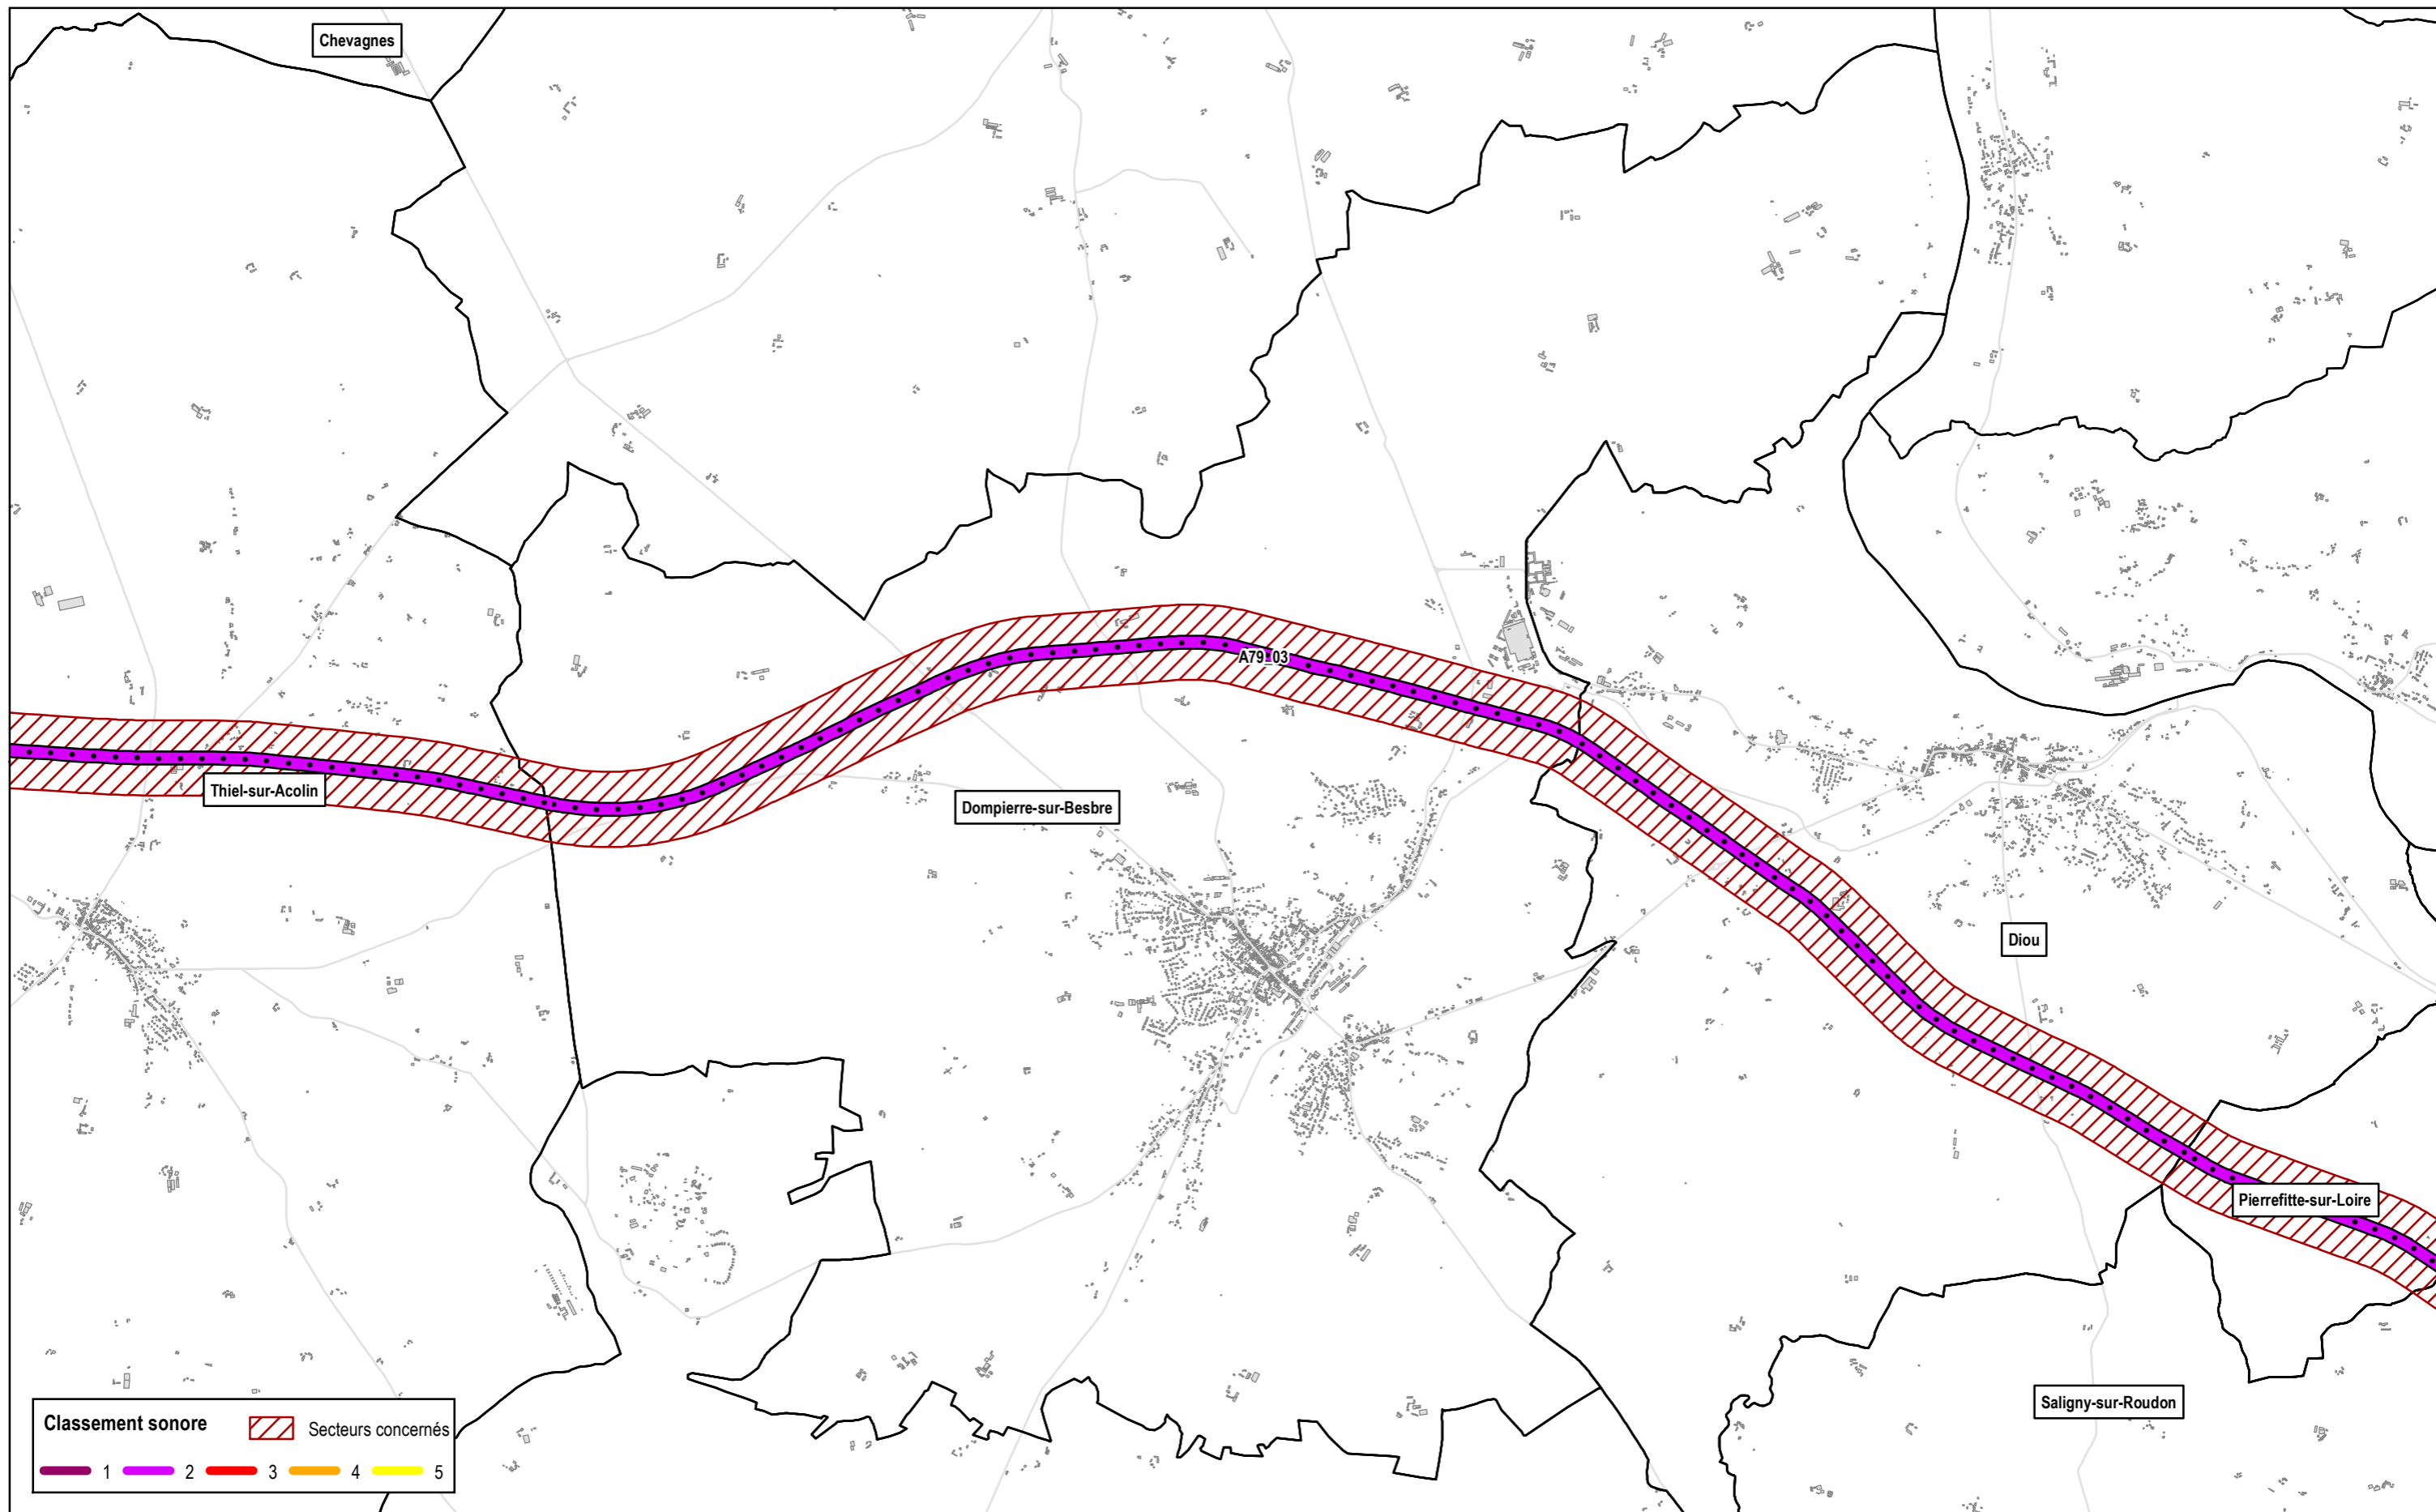 Chevagnes
A79_03
Thiel-sur-Acolin
Dompierre-sur-Besbre
Diou
Pierrefitte-sur-Loire
Saligny-sur-Roudon
Classement sonore
Secteurs concernés
1 2 3 4 5